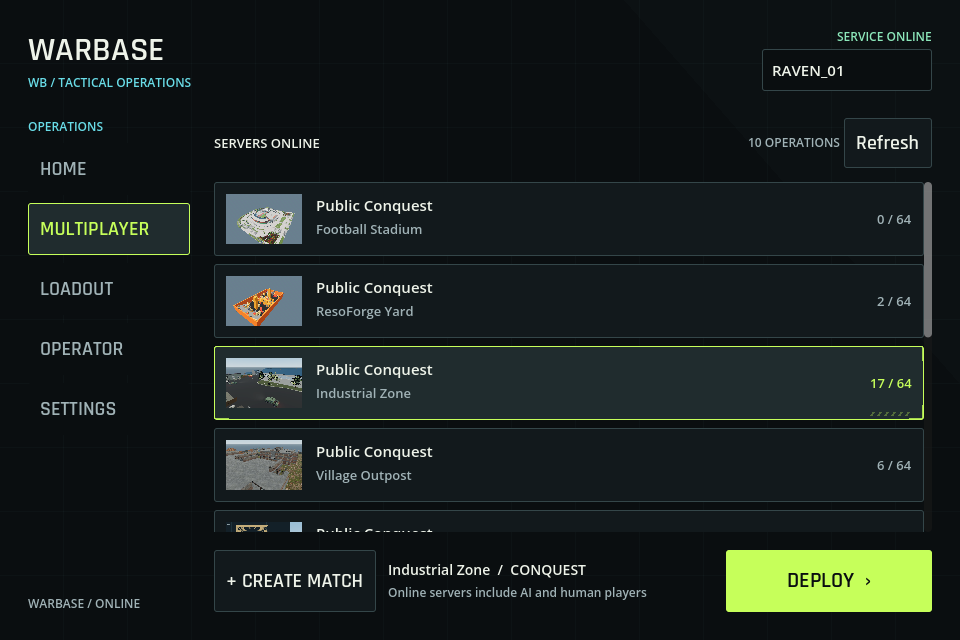 WARBASE
WB / TACTICAL OPERATIONS
SERVICE ONLINE
RAVEN_01
OPERATIONS
HOME
MULTIPLAYER
LOADOUT
OPERATOR
SETTINGS
SERVERS ONLINE
10 OPERATIONS
Refresh
Public Conquest
Football Stadium
0 / 64
Public Conquest
ResoForge Yard
2 / 64
Public Conquest
Industrial Zone
17 / 64
Public Conquest
Village Outpost
6 / 64
Public Conquest
+ CREATE MATCH
Industrial Zone / CONQUEST
Online servers include AI and human players
DEPLOY ›
WARBASE / ONLINE